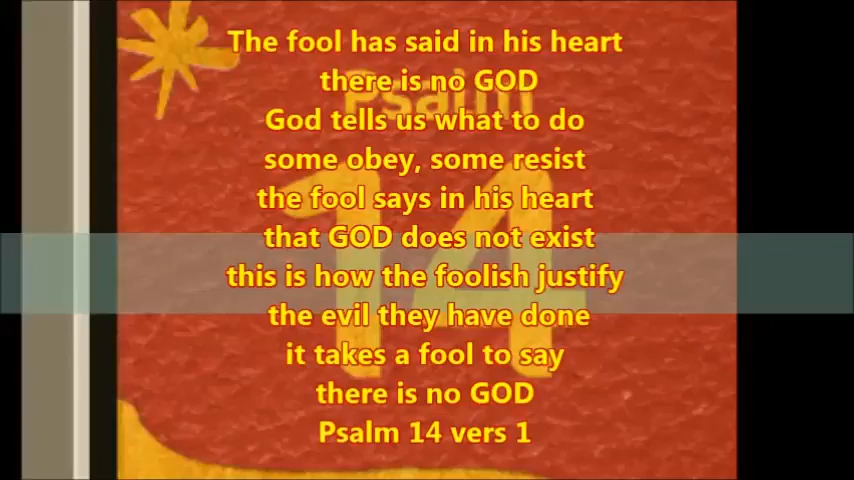 The fool has said in his heart
there is no GOD
Psalm
God tells us what to do
some obey, some resist
the fool says in his heart
14
that GOD does not exist
this is how the foolish justify
the evil they have done
it takes a fool to say
there is no GOD
Psalm 14 vers 1